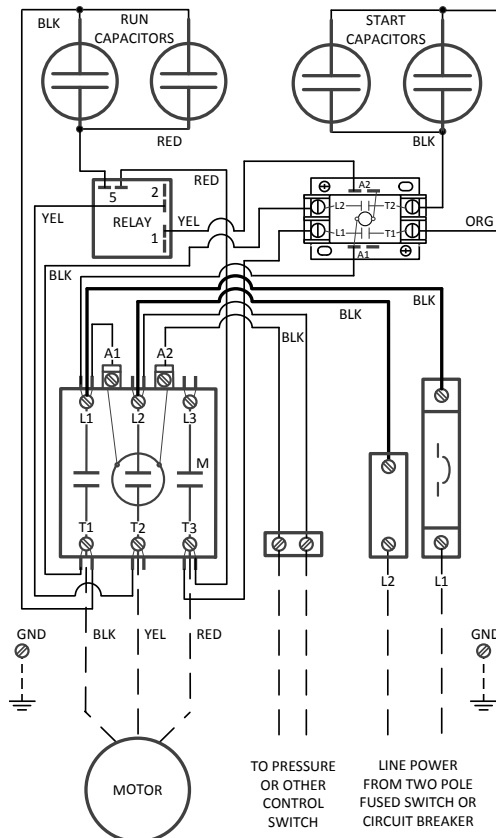 BLK
RUN
CAPACITORS
START
CAPACITORS
RED
BLK
5
2
RED
RELAY
1
YEL
YEL
A2
L2
T2
L1
T1
A1
ORG
BLK
BLK
BLK
BLK
A1
A2
L1
L2
L3
M
T1
T2
T3
L2
L1
GND
BLK
YEL
RED
GND
MOTOR
TO PRESSURE
OR OTHER
CONTROL
SWITCH
LINE POWER
FROM TWO POLE
FUSED SWITCH OR
CIRCUIT BREAKER